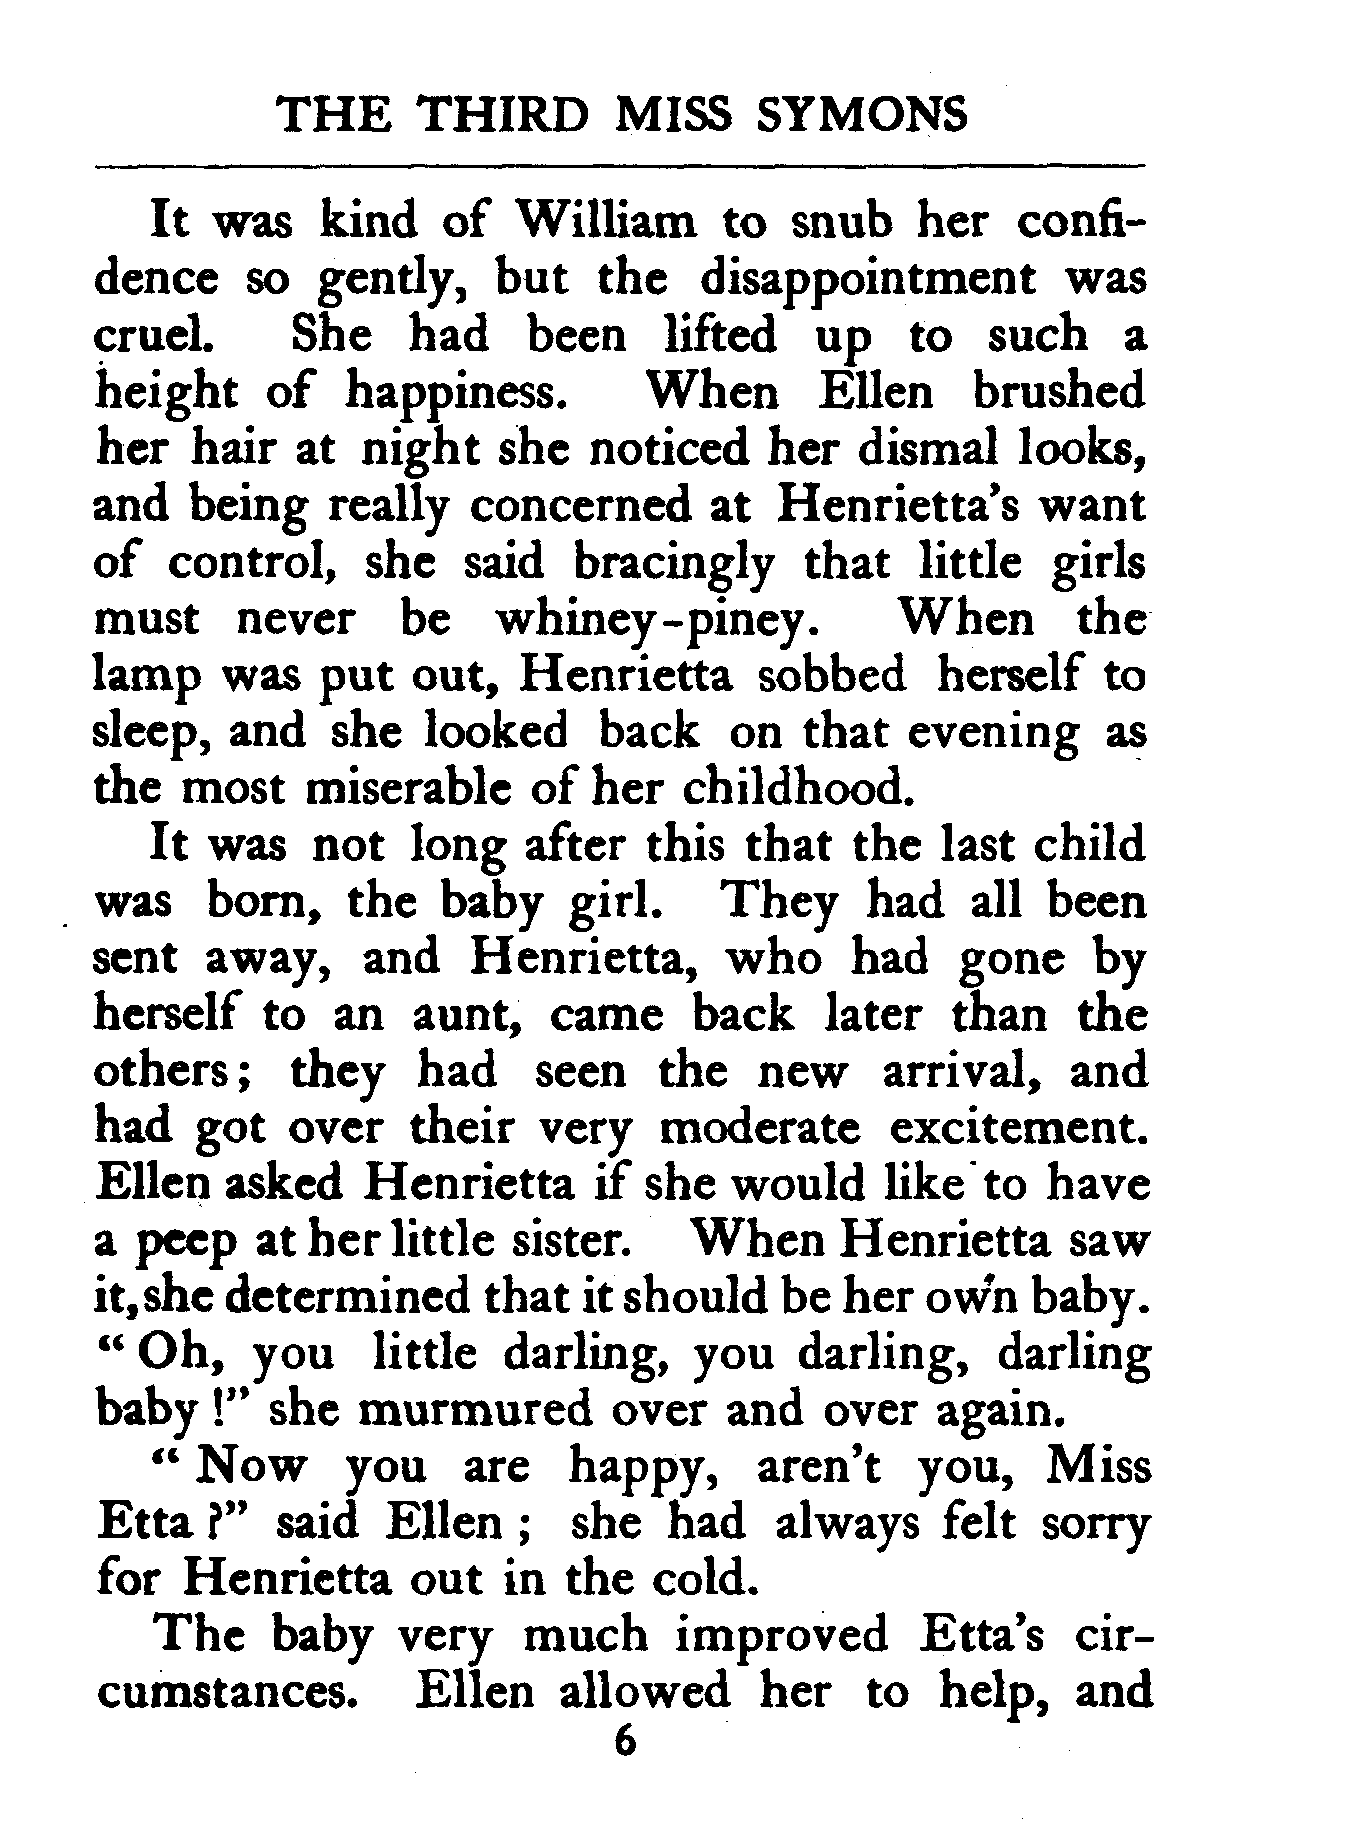 THE THIRD MISS SYMONS
It was kind of William to snub her confi-
dence so gently, but the disappointment was
cruel. She had been lifted up to such a
height of happiness. When Ellen brushed
her hair at night she noticed her dismal looks,
and being really concerned at Henrietta's want
of control, she said bracingly that little girls
must never be whiney-piney. When the
lamp was put out, Henrietta sobbed herself to
sleep, and she looked back on that evening as
the most miserable of her childhood.
It was not long after this that the last child
was born, the baby girl. They had all been
sent away, and Henrietta, who had gone by
herself to an aunt, came back later than the
others; they had seen the new arrival, and
had got over their very moderate excitement.
Ellen asked Henrietta if she would like to have
a peep at her little sister. When Henrietta saw
it, she determined that it should be her own baby.
“ Oh, you little darling, you darling, darling
baby !” she murmured over and over again.
“ Now you are happy, aren't you, Miss
Etta ?” said Ellen ; she had always felt sorry
for Henrietta out in the cold.
The baby very much improved Etta's cir-
cumstances. Ellen allowed her to help, and
6